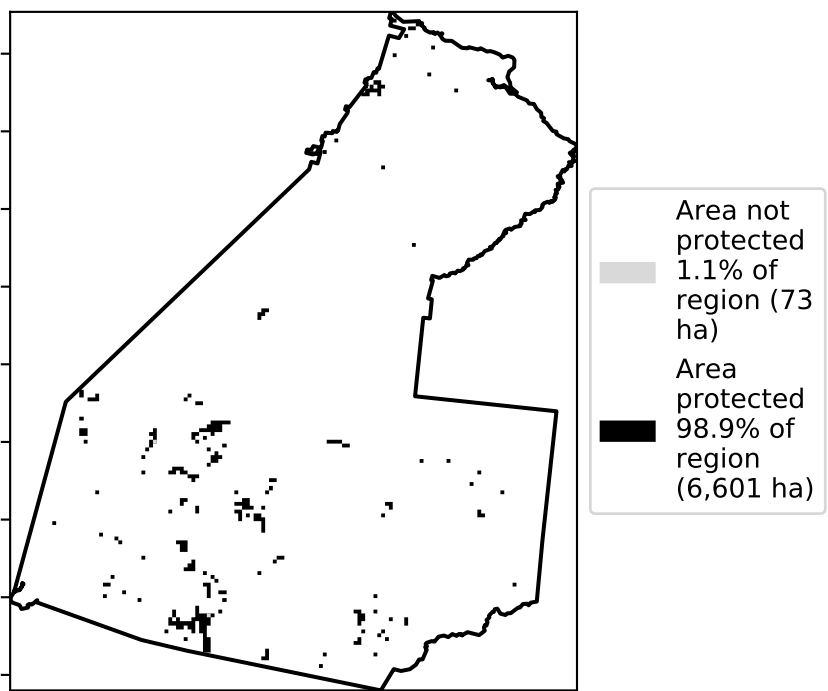 Area not
protected
1.1% of
region (73
ha)
Area
protected
98.9% of
region
(6,601 ha)